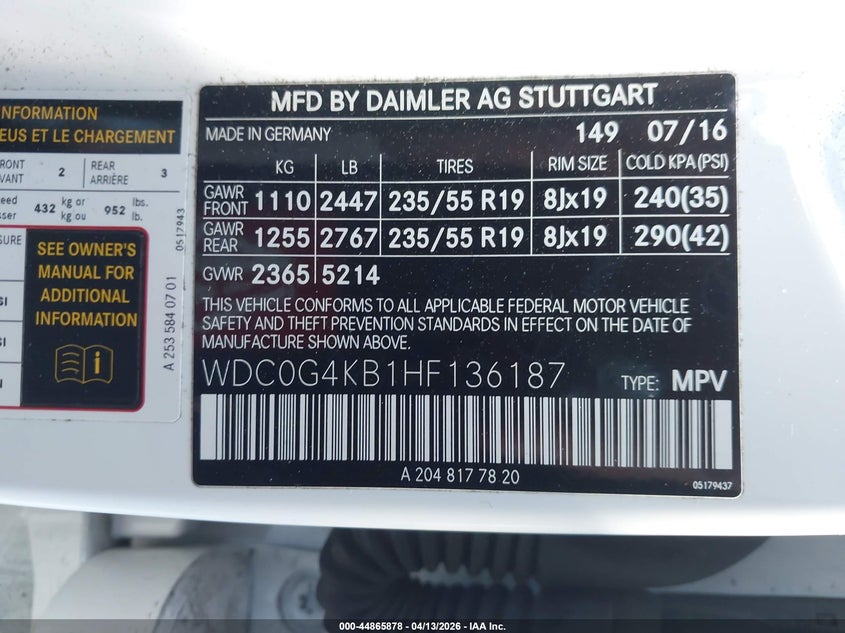 INFORMATION
EUS ET LE CHARGEMENT
FRONT 2 REAR 3
VANT ARRIÈRE
432 kg or 952 lbs.
kg ou lb.
SEE OWNER'S
MANUAL FOR
ADDITIONAL
INFORMATION
0517943
A 253 584 07 01
MFD BY DAIMLER AG STUTTGART
MADE IN GERMANY 149 07/16
KG LB TIRES RIM SIZE COLD KPA(PSI)
GAWR FRONT 1110 2447 235/55 R19 8Jx19 240(35)
GAWR REAR 1255 2767 235/55 R19 8Jx19 290(42)
GVWR 2365 5214
THIS VEHICLE CONFORMS TO ALL APPLICABLE FEDERAL MOTOR VEHICLE
SAFETY AND THEFT PREVENTION STANDARDS IN EFFECT ON THE DATE OF
MANUFACTURE SHOWN ABOVE.
WDC0G4KB1HF136187 TYPE: MPV
A 204 817 78 20
05179437
000-44865878 - 04/13/2026 - IAA Inc.